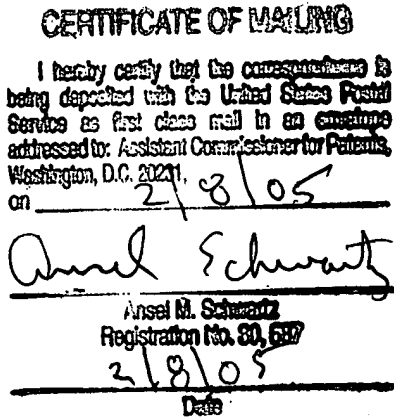 CERTIFICATE OF MAILING
I hereby certify that the correspondence is
being deposited with the United States Postal
Service as first class mail in an envelope
addressed to: Assistant Commissioner for Patents,
Washington, D.C. 20231,
on 2/8/05
Ansel Schwartz
Ansel M. Schwartz
Registration No. 30,587
2/8/05
Date